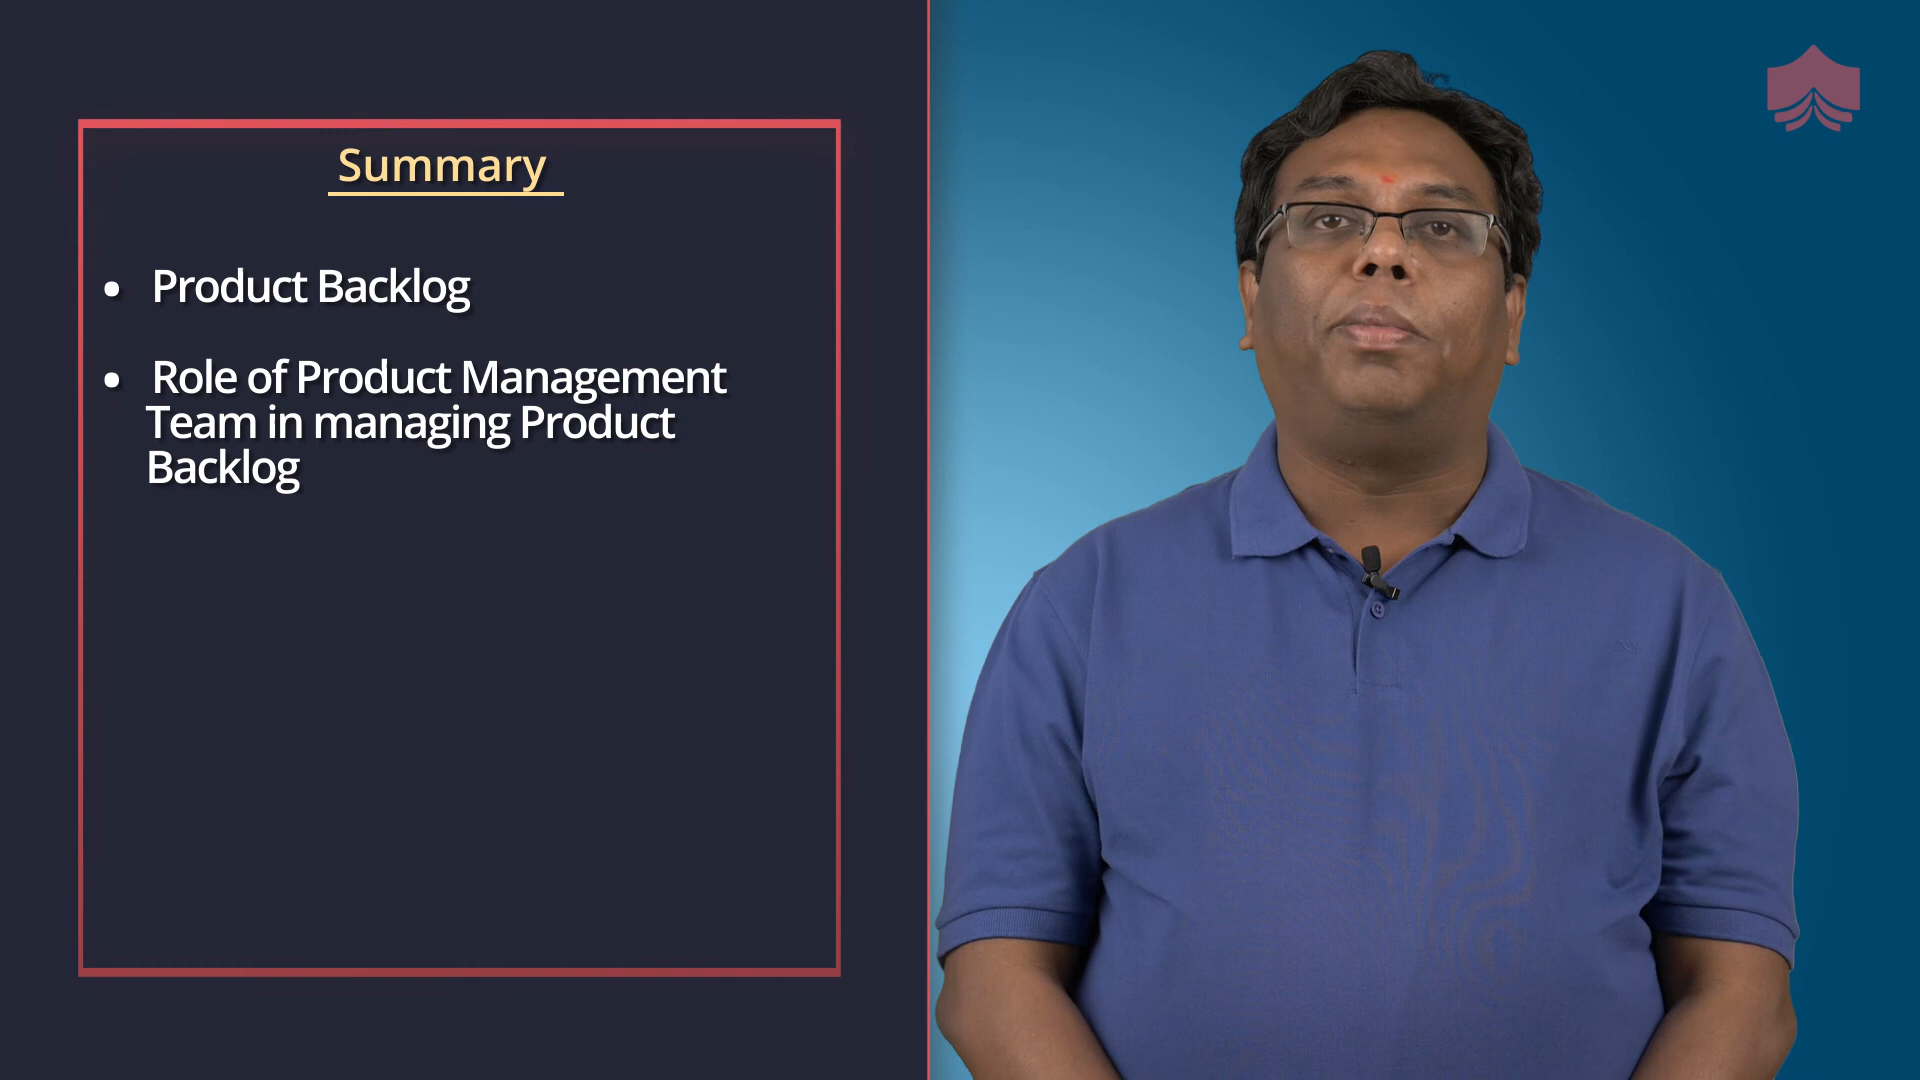 Summary
• Product Backlog
• Role of Product Management
Team in managing Product
Backlog